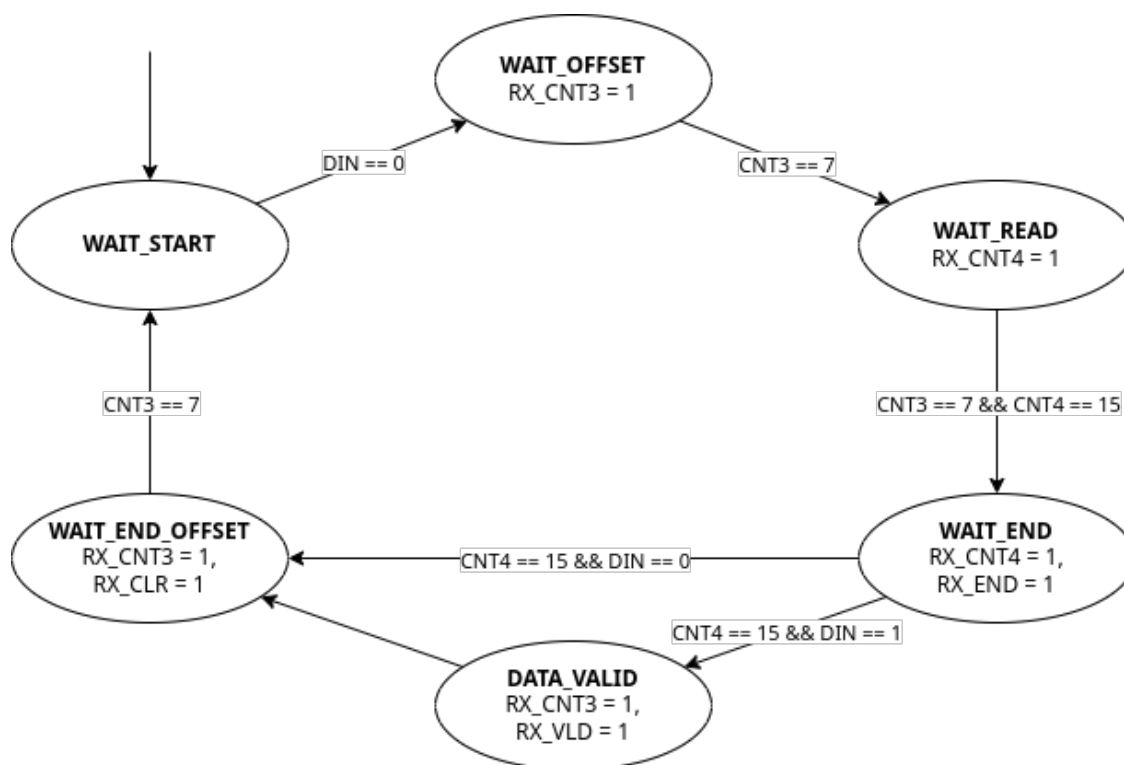 WAIT_OFFSET
RX_CNT3 = 1
DIN == 0
CNT3 == 7
WAIT_START
WAIT_READ
RX_CNT4 = 1
CNT3 == 7
CNT3 == 7 && CNT4 == 15
WAIT_END_OFFSET
RX_CNT3 = 1,
RX_CLR = 1
CNT4 == 15 && DIN == 0
WAIT_END
RX_CNT4 = 1,
RX_END = 1
CNT4 == 15 && DIN == 1
DATA_VALID
RX_CNT3 = 1,
RX_VLD = 1